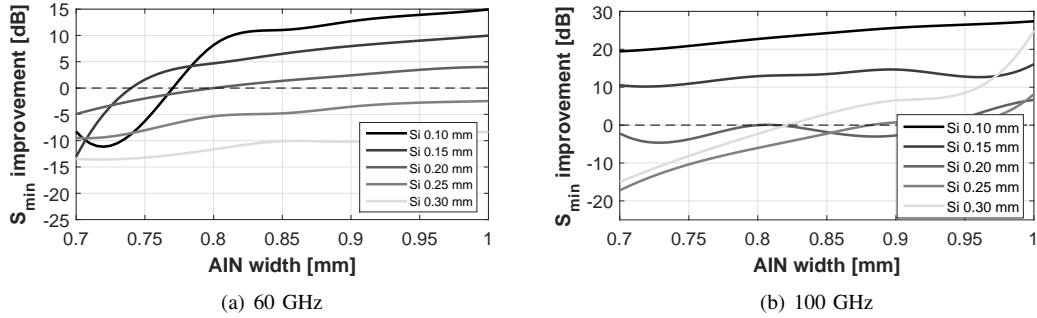 S_min improvement [dB]
15
10
5
0
-5
-10
-15
-20
-25
Si 0.10 mm
Si 0.15 mm
Si 0.20 mm
Si 0.25 mm
Si 0.30 mm
0.7 0.75 0.8 0.85 0.9 0.95 1
AlN width [mm]
(a) 60 GHz
S_min improvement [dB]
30
20
10
0
-10
-20
Si 0.10 mm
Si 0.15 mm
Si 0.20 mm
Si 0.25 mm
Si 0.30 mm
0.7 0.75 0.8 0.85 0.9 0.95 1
AlN width [mm]
(b) 100 GHz